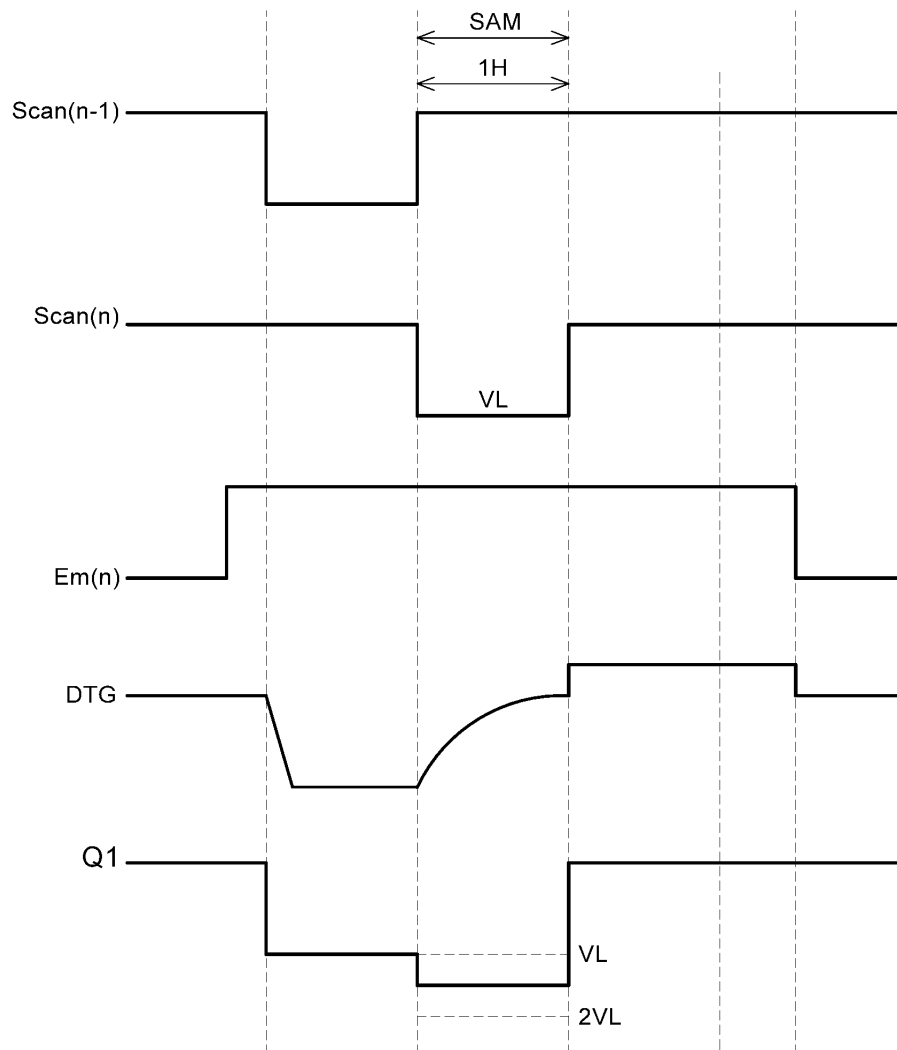 SAM
1H
Scan(n-1)
Scan(n)
VL
Em(n)
DTG
Q1
VL
2VL